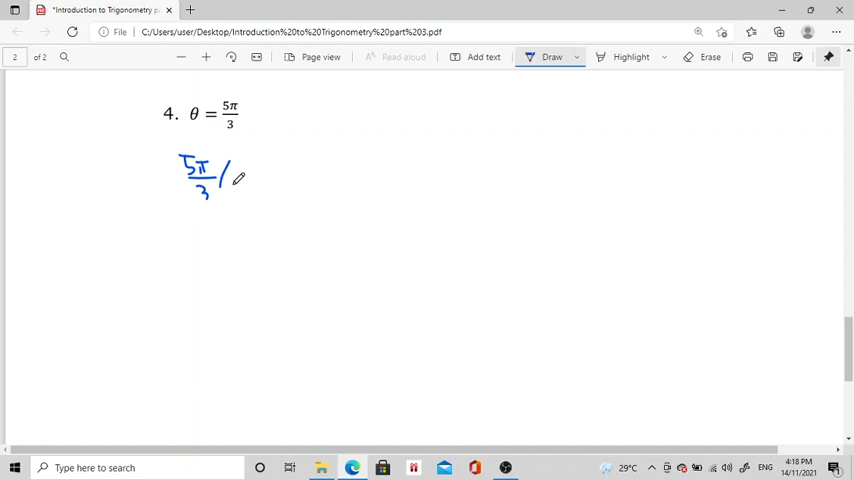 *Introduction to Trigonometry pa
File
C:/Users/user/Desktop/Introduction%20to%20Trigonometry%20part%203.pdf
2 of 2
Page view
Read aloud
Add text
Draw
Highlight
Erase
4. θ = 5π/3
5π/3 (
Type here to search
29°C
ENG
4:18 PM
14/11/2021
1